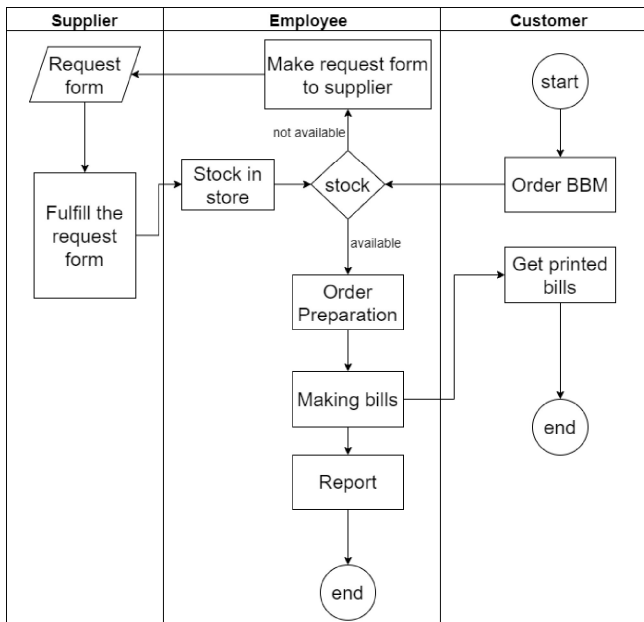 Supplier
Employee
Customer
Request
form
Make request form
to supplier
start
not available
Stock in
store
stock
Order BBM
Fulfill the
request
form
available
Get printed
bills
Order
Preparation
Making bills
end
Report
end